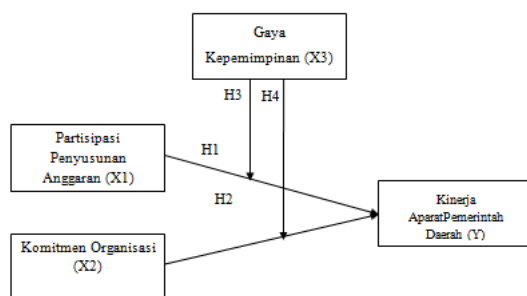 Gaya
Kepemimpinan (X3)
H3
H4
Partisipasi
Penyusunan
Anggaran (X1)
H1
H2
Kinerja
AparatPemerintah
Daerah (Y)
Komitmen Organisasi
(X2)